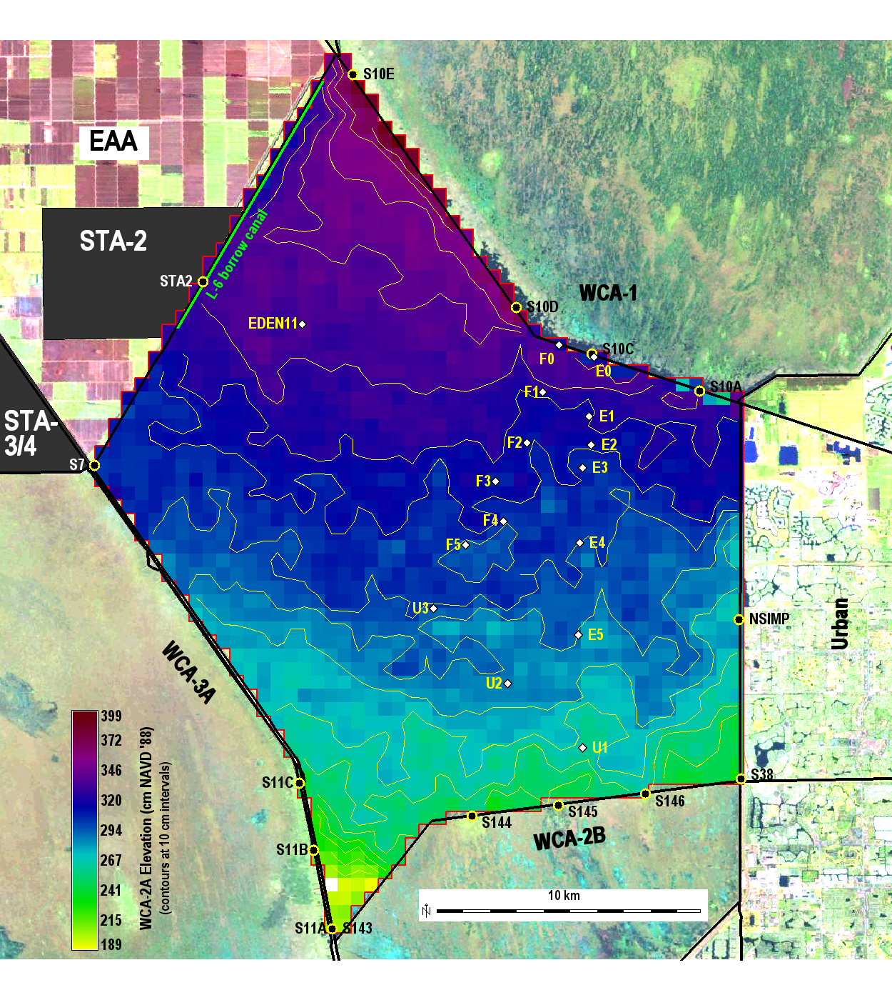 S10E
EAA
STA-2
L-6 borrow canal
STA2
WCA-1
S10D
EDEN11
S10C
F0
E0
S10A
F1
STA-
3/4
E1
F2
E2
S7
E3
F3
F4
F5
E4
U3
NSIMP
Urban
E5
WCA-3A
U2
U1
S38
S11C
S146
S145
S144
WCA-2B
S11B
399
372
346
320
294
267
241
215
189
WCA-2A Elevation (cm NAVD '88)
(contours at 10 cm intervals)
10 km
N
S11A
S143